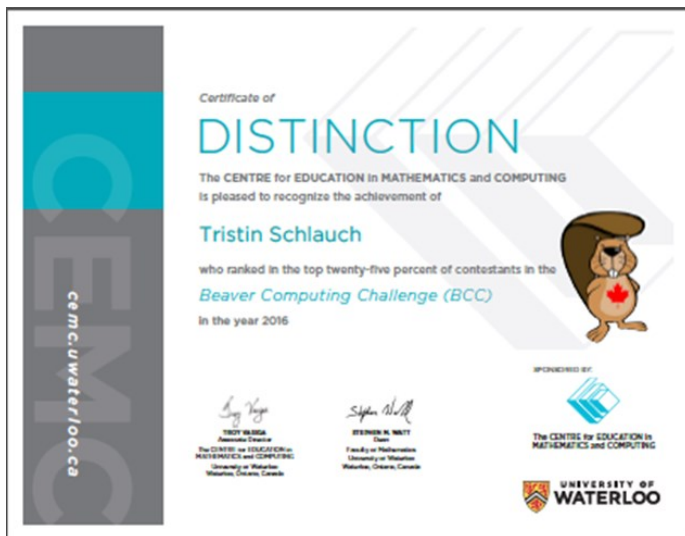 CEMC
cemc.uwaterloo.ca
Certificate of
DISTINCTION
The CENTRE for EDUCATION in MATHEMATICS and COMPUTING
is pleased to recognize the achievement of
Tristin Schlauch
who ranked in the top twenty-five percent of contestants in the
Beaver Computing Challenge (BCC)
in the year 2016
TROY VASIGA
Associate Director
The CENTRE for EDUCATION in
MATHEMATICS and COMPUTING
University of Waterloo
Waterloo, Ontario, Canada
STEPHEN M. WATT
Dean
Faculty of Mathematics
University of Waterloo
Waterloo, Ontario, Canada
SPONSORED BY:
The CENTRE for EDUCATION in
MATHEMATICS and COMPUTING
UNIVERSITY OF
WATERLOO